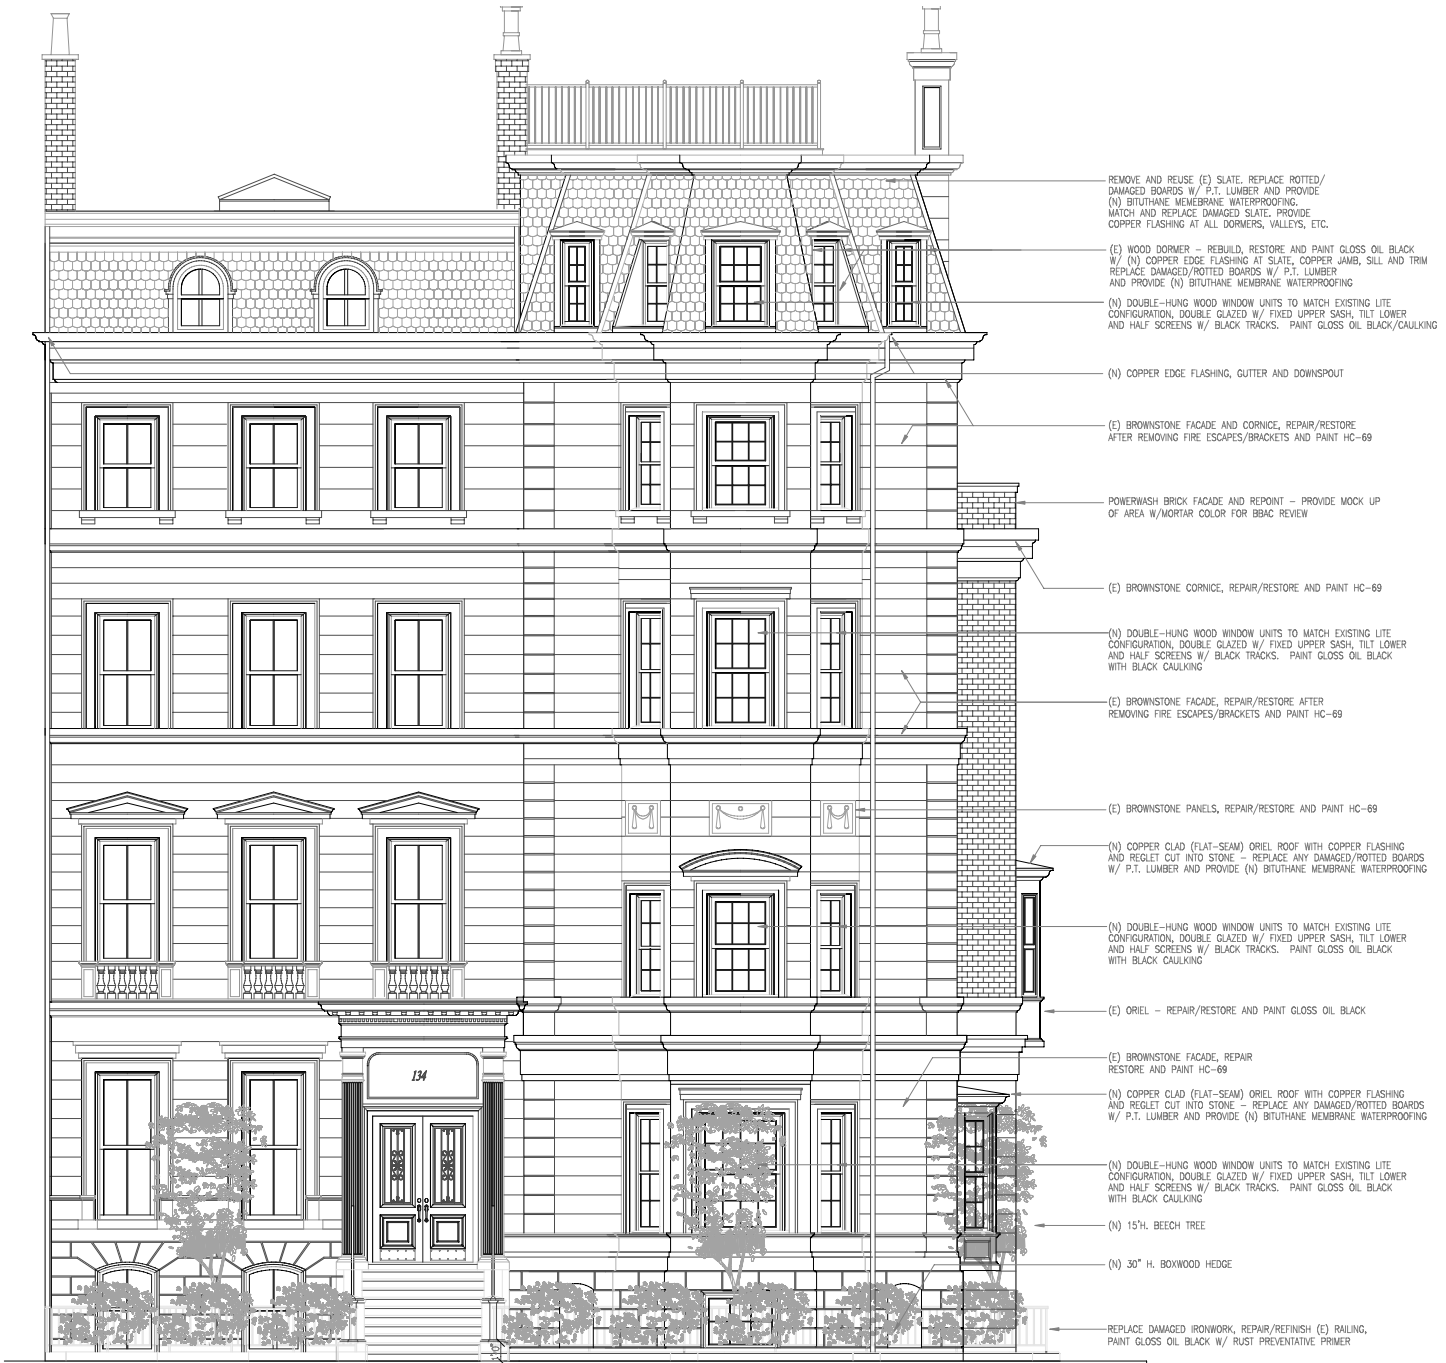 REMOVE AND REUSE (E) SLATE. REPLACE ROTTED/
DAMAGED BOARDS W/ P.T. LUMBER AND PROVIDE
(N) BITUTHANE MEMEBRANE WATERPROOFING.
MATCH AND REPLACE DAMAGED SLATE. PROVIDE
COPPER FLASHING AT ALL DORMERS, VALLEYS, ETC.
(E) WOOD DORMER – REBUILD, RESTORE AND PAINT GLOSS OIL BLACK
W/ (N) COPPER EDGE FLASHING AT SLATE, COPPER JAMB, SILL AND TRIM
REPLACE DAMAGED/ROTTED BOARDS W/ P.T. LUMBER
AND PROVIDE (N) BITUTHANE MEMBRANE WATERPROOFING
(N) DOUBLE-HUNG WOOD WINDOW UNITS TO MATCH EXISTING LITE
CONFIGURATION, DOUBLE GLAZED W/ FIXED UPPER SASH, TILT LOWER
AND HALF SCREENS W/ BLACK TRACKS. PAINT GLOSS OIL BLACK/CAULKING
(N) COPPER EDGE FLASHING, GUTTER AND DOWNSPOUT
(E) BROWNSTONE FACADE AND CORNICE, REPAIR/RESTORE
AFTER REMOVING FIRE ESCAPES/BRACKETS AND PAINT HC-69
POWERWASH BRICK FACADE AND REPOINT – PROVIDE MOCK UP
OF AREA W/MORTAR COLOR FOR BBAC REVIEW
(E) BROWNSTONE CORNICE, REPAIR/RESTORE AND PAINT HC-69
(N) DOUBLE-HUNG WOOD WINDOW UNITS TO MATCH EXISTING LITE
CONFIGURATION, DOUBLE GLAZED W/ FIXED UPPER SASH, TILT LOWER
AND HALF SCREENS W/ BLACK TRACKS. PAINT GLOSS OIL BLACK
WITH BLACK CAULKING
(E) BROWNSTONE FACADE, REPAIR/RESTORE AFTER
REMOVING FIRE ESCAPES/BRACKETS AND PAINT HC-69
(E) BROWNSTONE PANELS, REPAIR/RESTORE AND PAINT HC-69
(N) COPPER CLAD (FLAT-SEAM) ORIEL ROOF WITH COPPER FLASHING
AND REGLET CUT INTO STONE – REPLACE ANY DAMAGED/ROTTED BOARDS
W/ P.T. LUMBER AND PROVIDE (N) BITUTHANE MEMBRANE WATERPROOFING
(N) DOUBLE-HUNG WOOD WINDOW UNITS TO MATCH EXISTING LITE
CONFIGURATION, DOUBLE GLAZED W/ FIXED UPPER SASH, TILT LOWER
AND HALF SCREENS W/ BLACK TRACKS. PAINT GLOSS OIL BLACK
WITH BLACK CAULKING
(E) ORIEL – REPAIR/RESTORE AND PAINT GLOSS OIL BLACK
(E) BROWNSTONE FACADE, REPAIR
RESTORE AND PAINT HC-69
134
(N) COPPER CLAD (FLAT-SEAM) ORIEL ROOF WITH COPPER FLASHING
AND REGLET CUT INTO STONE – REPLACE ANY DAMAGED/ROTTED BOARDS
W/ P.T. LUMBER AND PROVIDE (N) BITUTHANE MEMBRANE WATERPROOFING
(N) DOUBLE-HUNG WOOD WINDOW UNITS TO MATCH EXISTING LITE
CONFIGURATION, DOUBLE GLAZED W/ FIXED UPPER SASH, TILT LOWER
AND HALF SCREENS W/ BLACK TRACKS. PAINT GLOSS OIL BLACK
WITH BLACK CAULKING
(N) 15'H. BEECH TREE
(N) 30" H. BOXWOOD HEDGE
REPLACE DAMAGED IRONWORK, REPAIR/REFINISH (E) RAILING,
PAINT GLOSS OIL BLACK W/ RUST PREVENTATIVE PRIMER